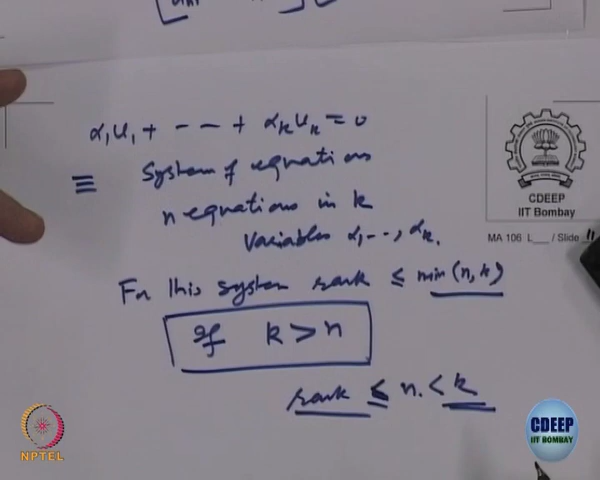 α₁u₁ + - - - + αₖuₖ = 0
≡ System of equations
n equations in k
variables α₁, - - , αₖ.
For this system rank ≤ min (n, k)
If k > n
rank ≤ n < k
CDEEP
IIT Bombay
MA 106 L___ / Slide 11
NPTEL
CDEEP
IIT BOMBAY